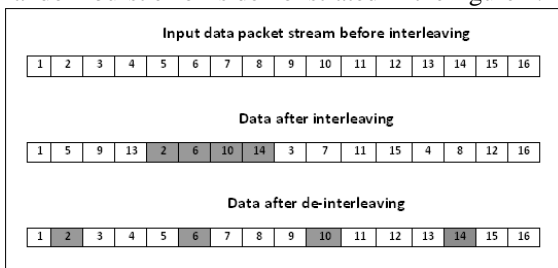 Input data packet stream before interleaving
1 2 3 4 5 6 7 8 9 10 11 12 13 14 15 16
Data after interleaving
1 5 9 13 2 6 10 14 3 7 11 15 4 8 12 16
Data after de-interleaving
1 2 3 4 5 6 7 8 9 10 11 12 13 14 15 16